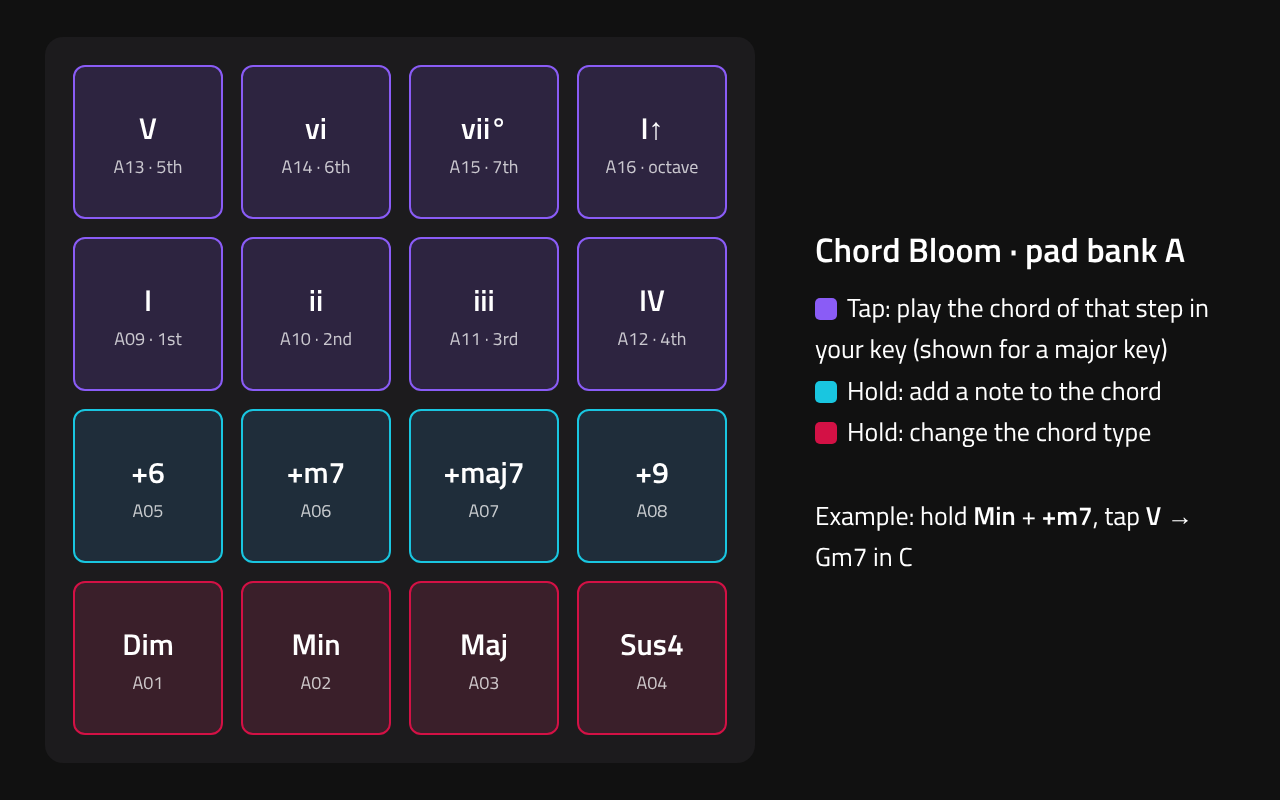 V
A13 · 5th
vi
A14 · 6th
vii°
A15 · 7th
I↑
A16 · octave
I
A09 · 1st
ii
A10 · 2nd
iii
A11 · 3rd
IV
A12 · 4th
+6
A05
+m7
A06
+maj7
A07
+9
A08
Dim
A01
Min
A02
Maj
A03
Sus4
A04
Chord Bloom · pad bank A
Tap: play the chord of that step in
your key (shown for a major key)
Hold: add a note to the chord
Hold: change the chord type
Example: hold Min + +m7, tap V →
Gm7 in C